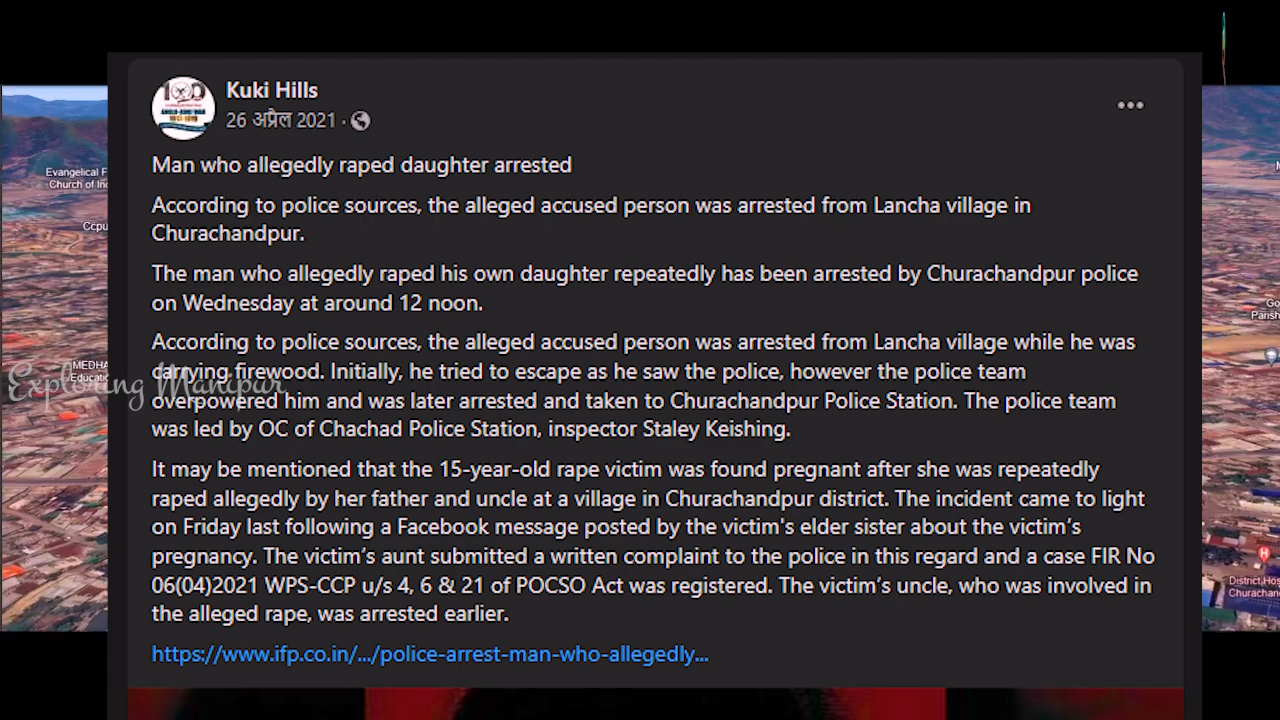 Kuki Hills
26 अप्रैल 2021 ·
Man who allegedly raped daughter arrested
According to police sources, the alleged accused person was arrested from Lancha village in
Churachandpur.
The man who allegedly raped his own daughter repeatedly has been arrested by Churachandpur police
on Wednesday at around 12 noon.
According to police sources, the alleged accused person was arrested from Lancha village while he was
carrying firewood. Initially, he tried to escape as he saw the police, however the police team
overpowered him and was later arrested and taken to Churachandpur Police Station. The police team
was led by OC of Chachad Police Station, inspector Staley Keishing.
It may be mentioned that the 15-year-old rape victim was found pregnant after she was repeatedly
raped allegedly by her father and uncle at a village in Churachandpur district. The incident came to light
on Friday last following a Facebook message posted by the victim's elder sister about the victim’s
pregnancy. The victim’s aunt submitted a written complaint to the police in this regard and a case FIR No
06(04)2021 WPS-CCP u/s 4, 6 & 21 of POCSO Act was registered. The victim’s uncle, who was involved in
the alleged rape, was arrested earlier.
https://www.ifp.co.in/.../police-arrest-man-who-allegedly...
Exploring Manipur
Evangelical F
Church of Inc
Ccpu
MEDHA
Educatio
Go
Parish
H
District Hos
Churachan